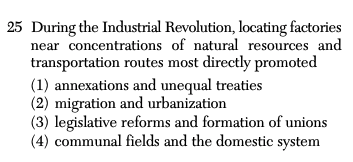 25 During the Industrial Revolution, locating factories
near concentrations of natural resources and
transportation routes most directly promoted
(1) annexations and unequal treaties
(2) migration and urbanization
(3) legislative reforms and formation of unions
(4) communal fields and the domestic system